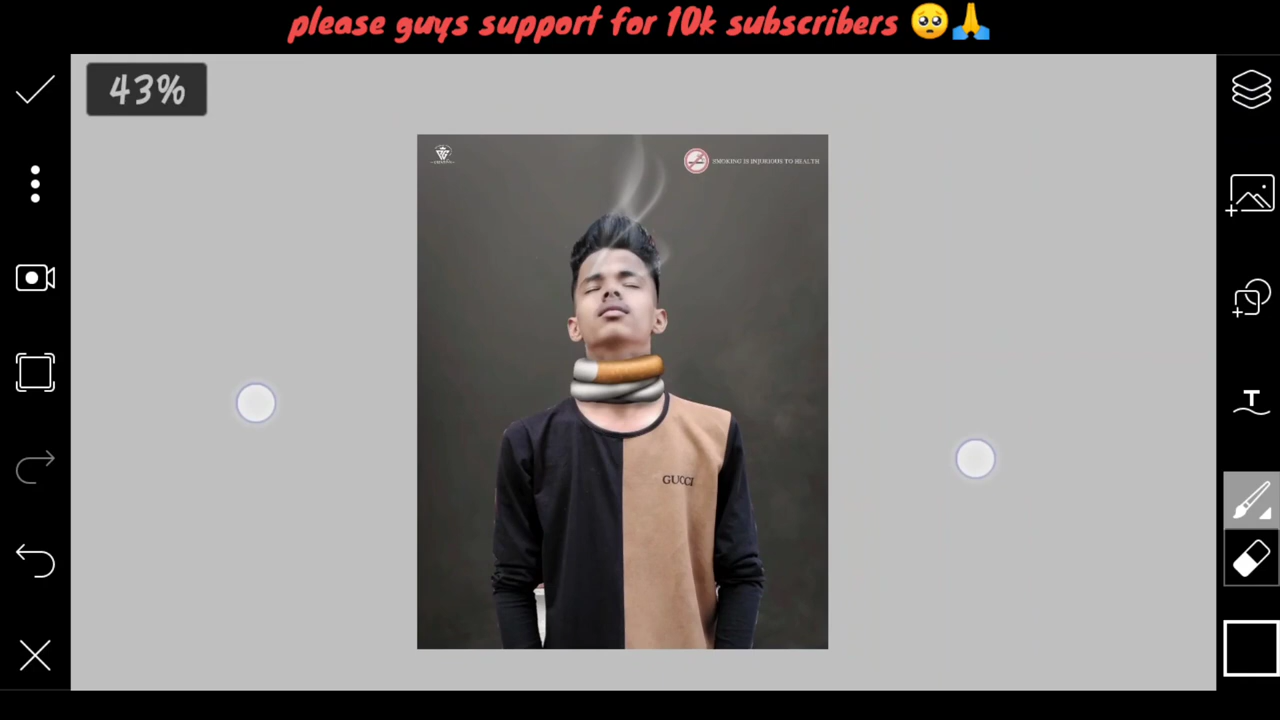 please guys support for 10k subscribers 🥺🙏
43%
SMOKING IS INJURIOUS TO HEALTH
GUCCI
T